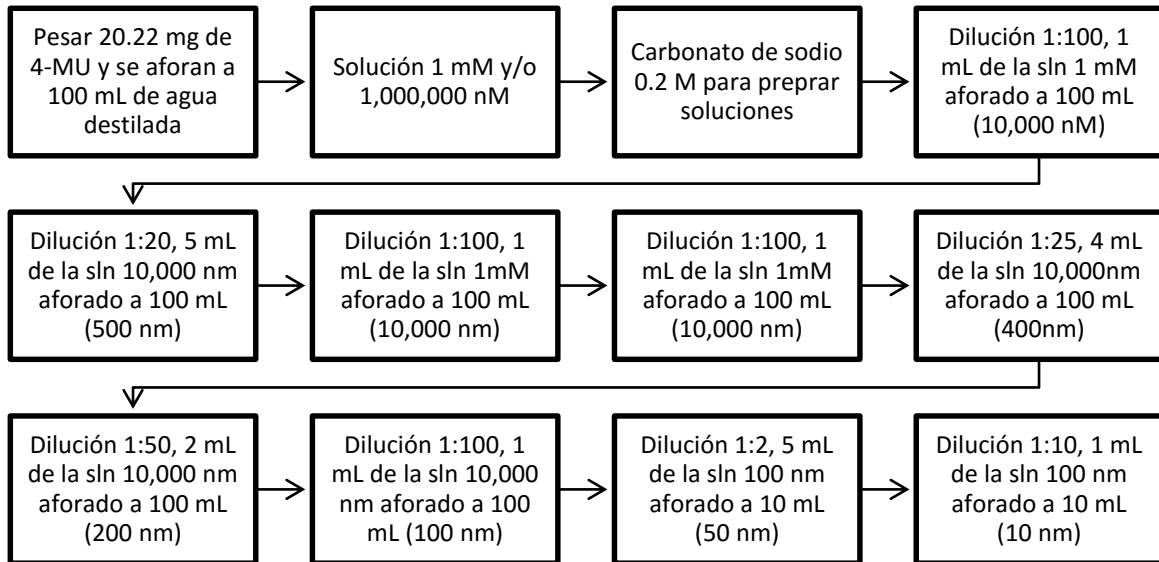 Pesar 20.22 mg de
4-MU y se aforan a
100 mL de agua
destilada
Solución 1 mM y/o
1,000,000 nM
Carbonato de sodio
0.2 M para preprar
soluciones
Dilución 1:100, 1
mL de la sln 1 mM
aforado a 100 mL
(10,000 nM)
Dilución 1:20, 5 mL
de la sln 10,000 nm
aforado a 100 mL
(500 nm)
Dilución 1:100, 1
mL de la sln 1mM
aforado a 100 mL
(10,000 nm)
Dilución 1:100, 1
mL de la sln 1mM
aforado a 100 mL
(10,000 nm)
Dilución 1:25, 4 mL
de la sln 10,000nm
aforado a 100 mL
(400nm)
Dilución 1:50, 2 mL
de la sln 10,000 nm
aforado a 100 mL
(200 nm)
Dilución 1:100, 1
mL de la sln 10,000
nm aforado a 100
mL (100 nm)
Dilución 1:2, 5 mL
de la sln 100 nm
aforado a 10 mL
(50 nm)
Dilución 1:10, 1 mL
de la sln 100 nm
aforado a 10 mL
(10 nm)